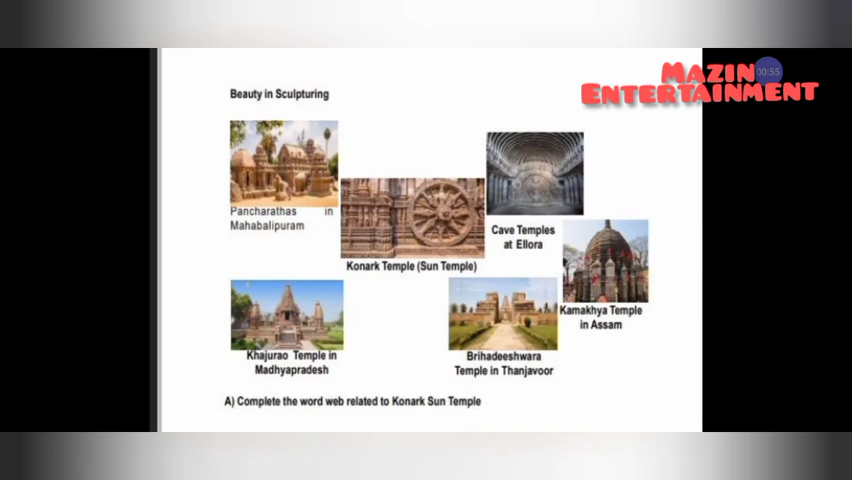 MAZIN
ENTERTAINMENT
00:55
Beauty in Sculpturing
Pancharathas in
Mahabalipuram
Konark Temple (Sun Temple)
Cave Temples
at Ellora
Kamakhya Temple
in Assam
Khajurao Temple in
Madhyapradesh
Brihadeeshwara
Temple in Thanjavoor
A) Complete the word web related to Konark Sun Temple